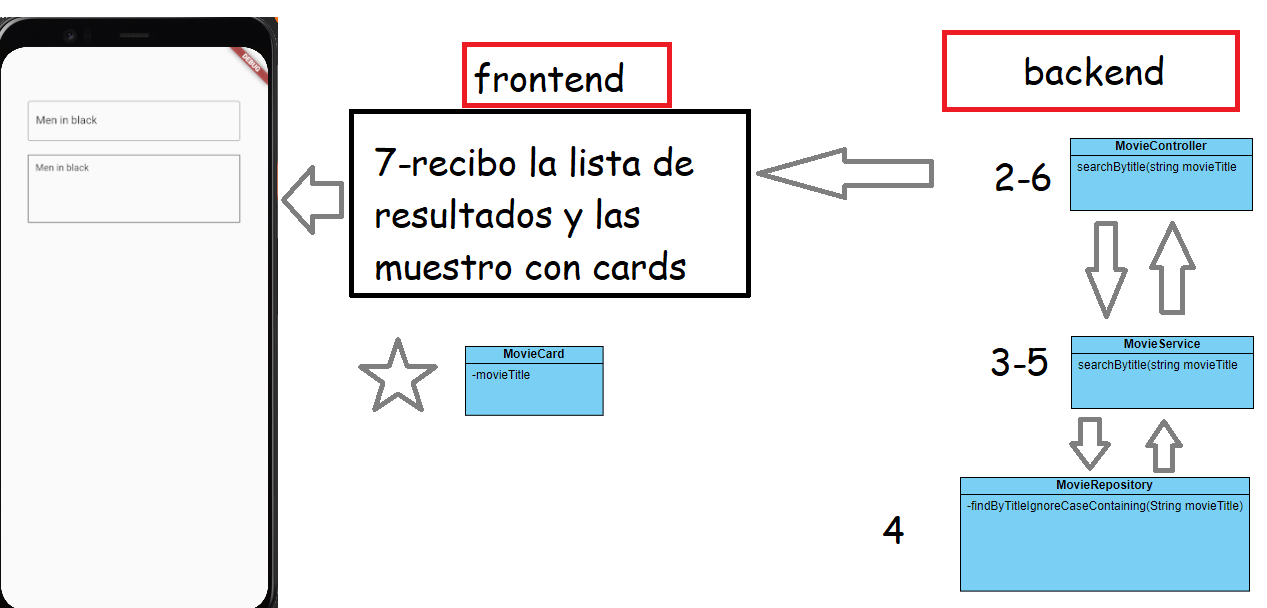 DEBUG
Men in black
Men in black
frontend
7-recibo la lista de
resultados y las
muestro con cards
MovieCard
-movieTitle
backend
2-6
MovieController
searchBytitle(string movieTitle
3-5
MovieService
searchBytitle(string movieTitle
4
MovieRepository
-findByTitleIgnoreCaseContaining(String movieTitle)